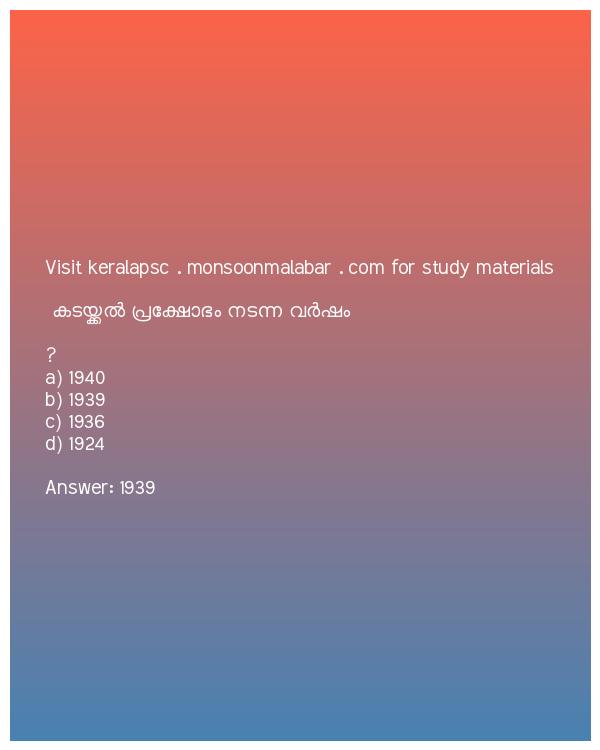 Visit keralapsc . monsoonmalabar . com for study materials
കടയ്ക്കൽ പ്രക്ഷോഭം നടന്ന വർഷം
?
a) 1940
b) 1939
c) 1936
d) 1924
Answer: 1939